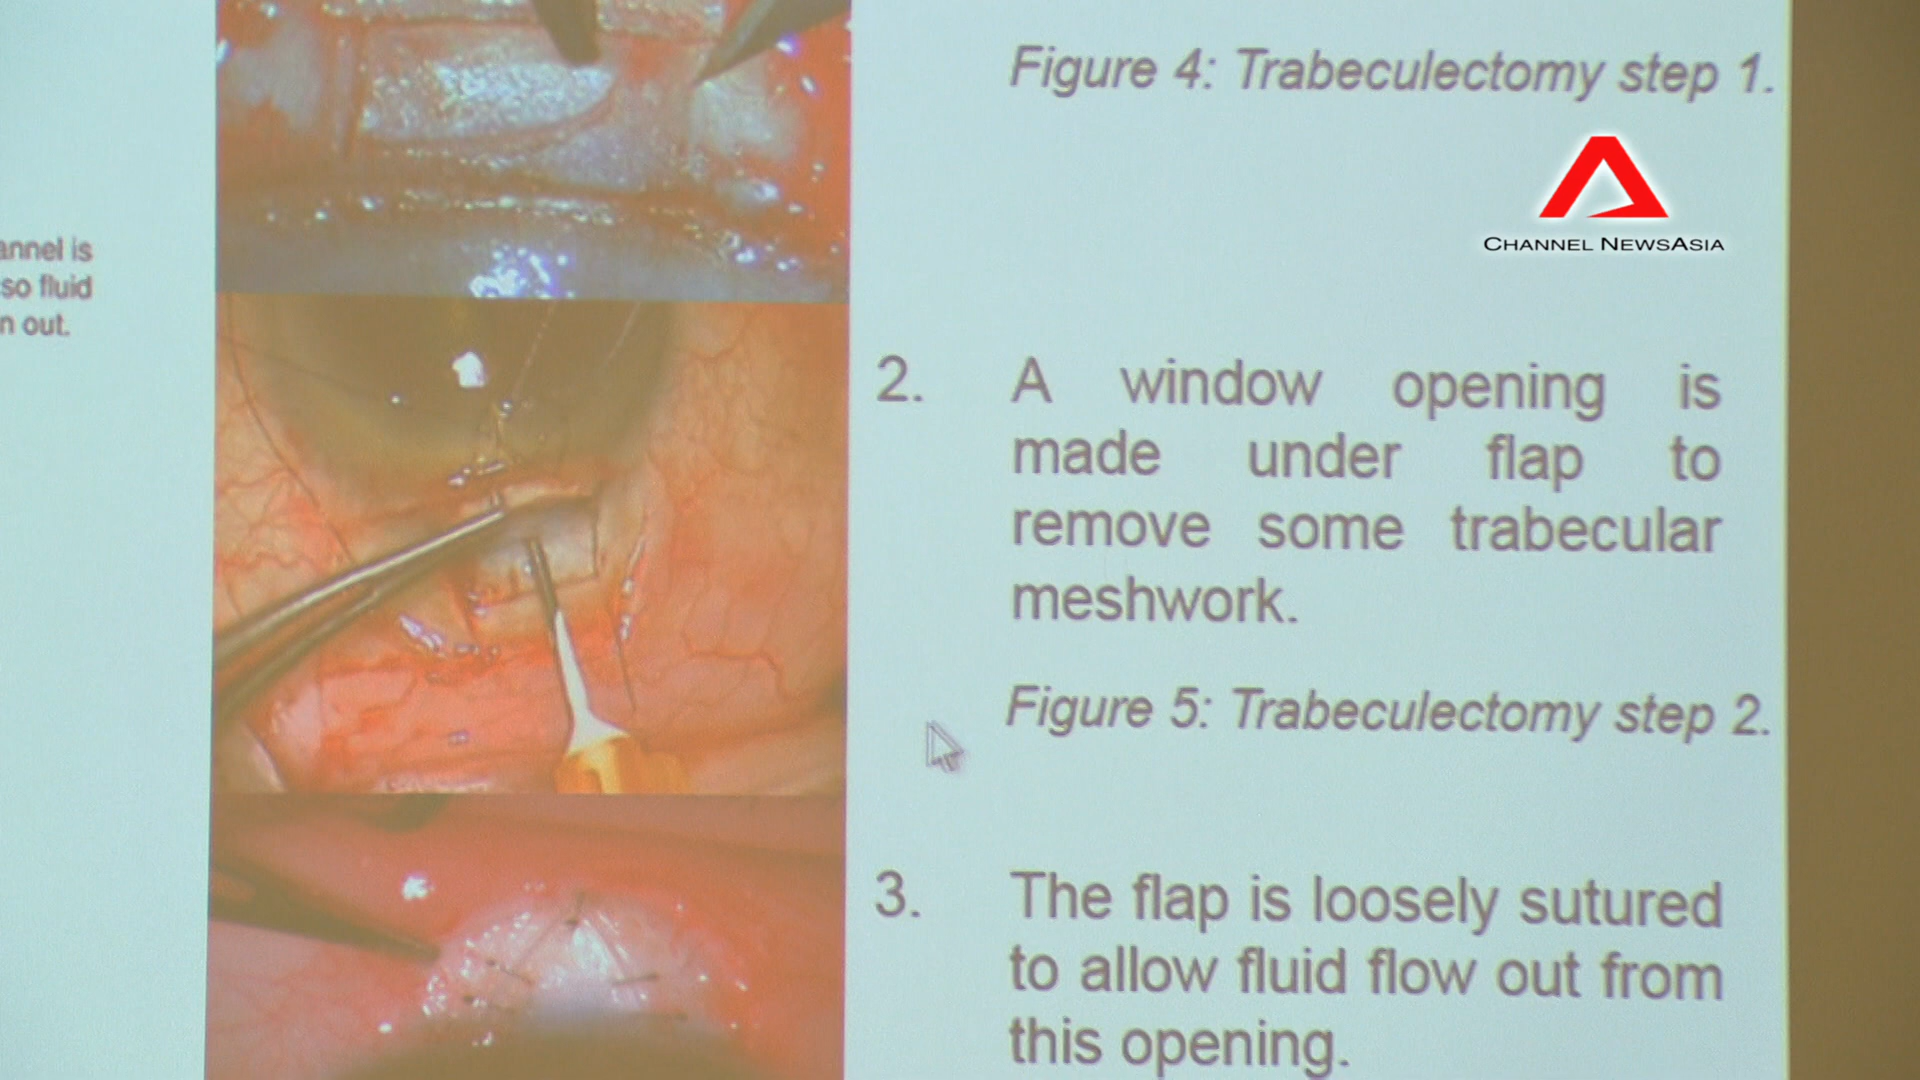 Figure 4: Trabeculectomy step 1.
CHANNEL NEWSASIA
is
so fluid
out.
2. A window opening is
made under flap to
remove some trabecular
meshwork.
Figure 5: Trabeculectomy step 2.
3. The flap is loosely sutured
to allow fluid flow out from
this opening.